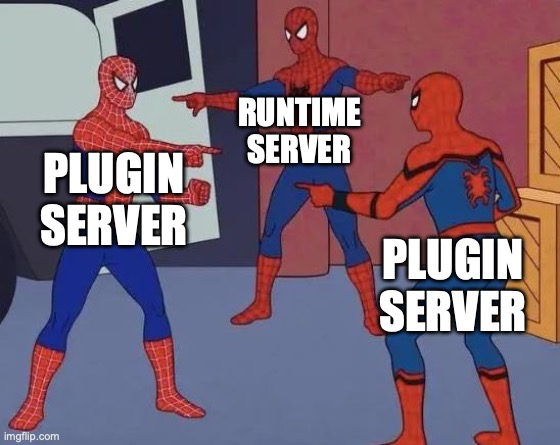 RUNTIME
SERVER
PLUGIN
SERVER
PLUGIN
SERVER
imgflip.com